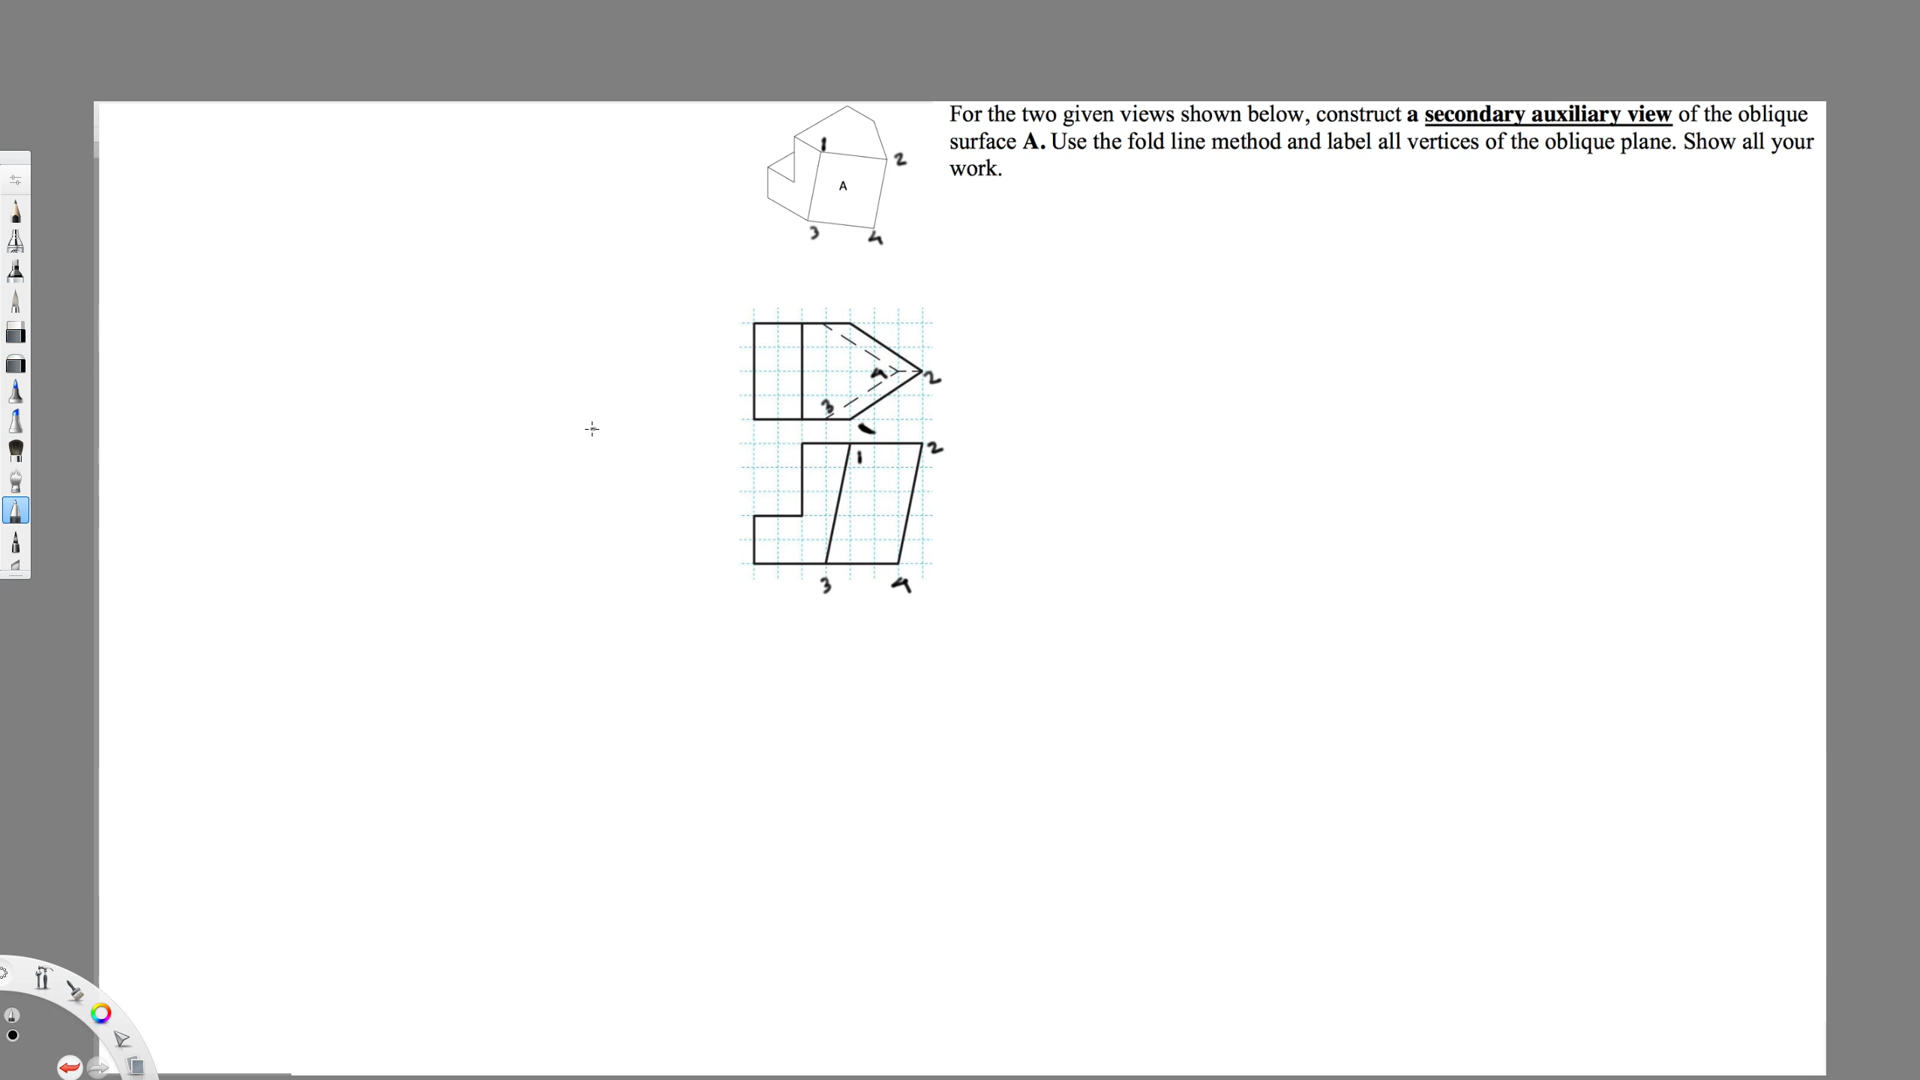 For the two given views shown below, construct a secondary auxiliary view of the oblique
surface A. Use the fold line method and label all vertices of the oblique plane. Show all your
work.
1
2
A
3
4
4
2
3
1
2
3
4